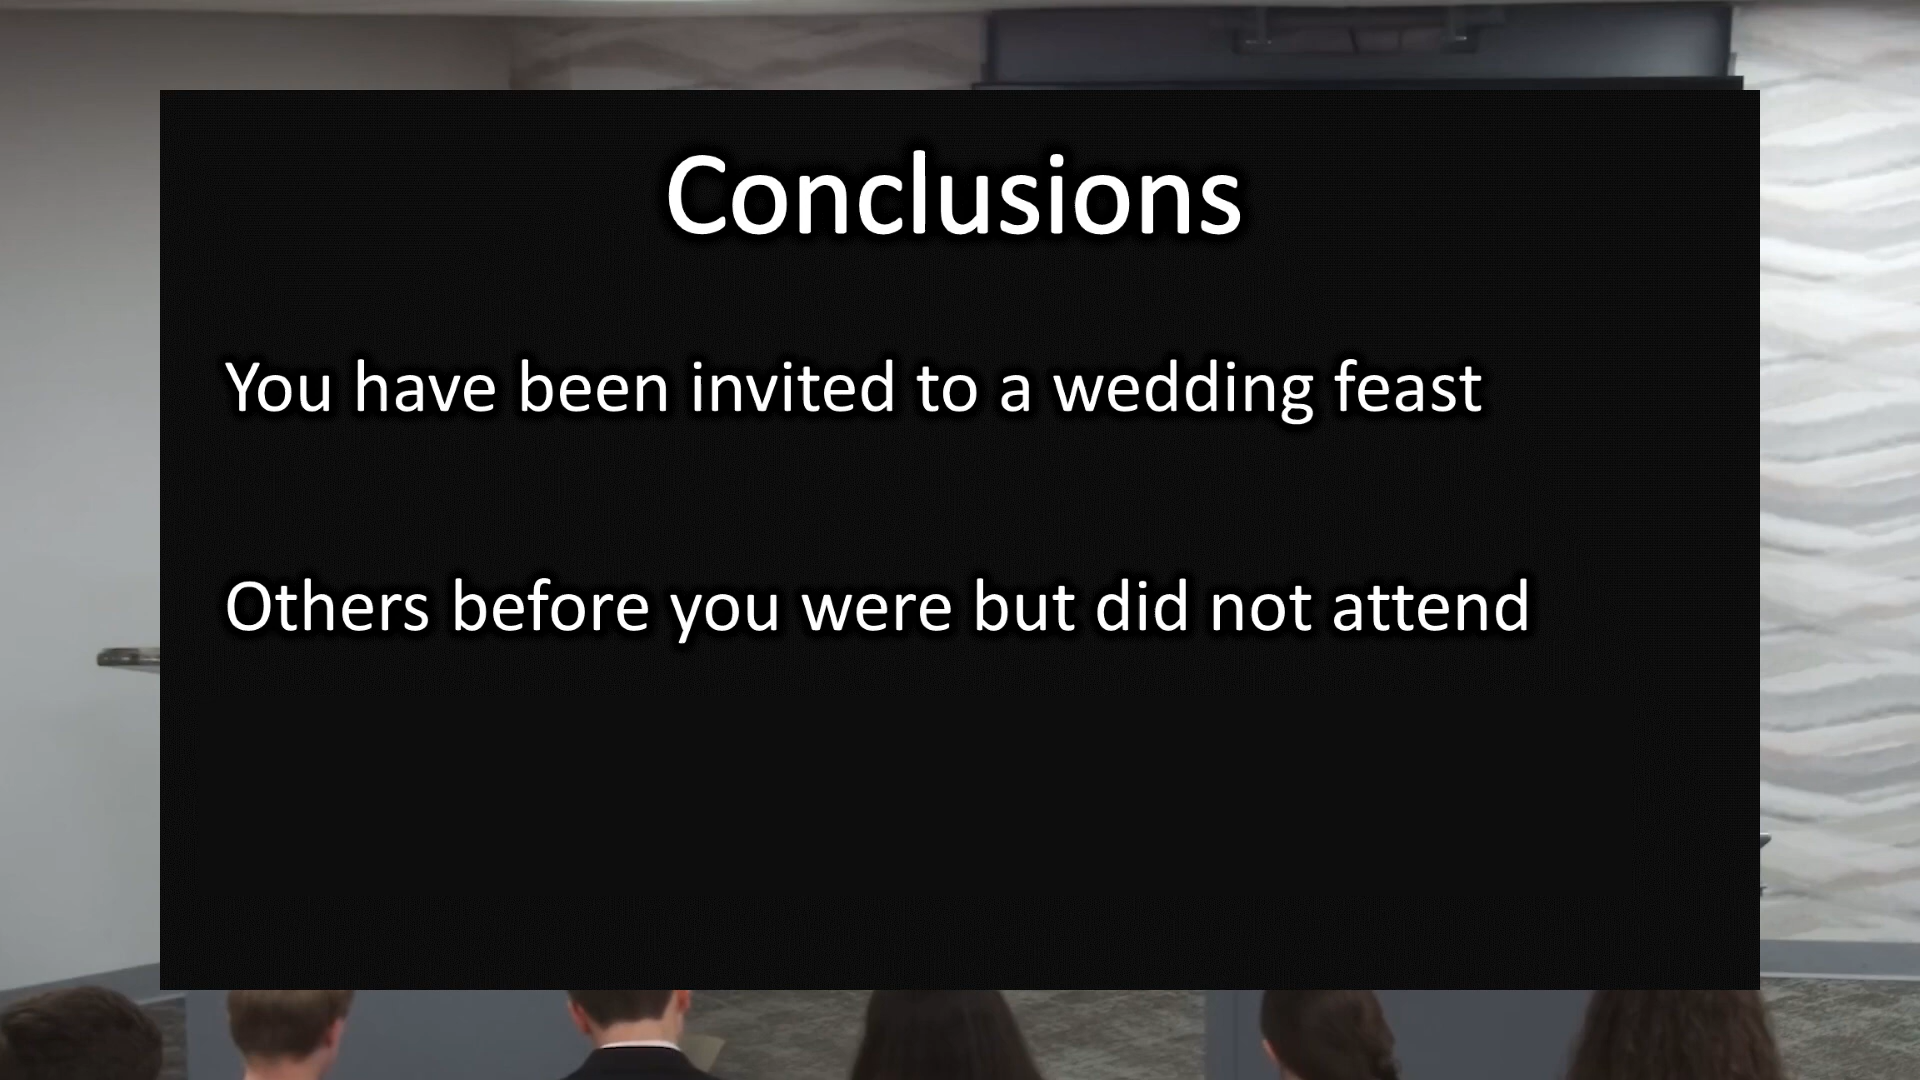 Conclusions
You have been invited to a wedding feast
Others before you were but did not attend